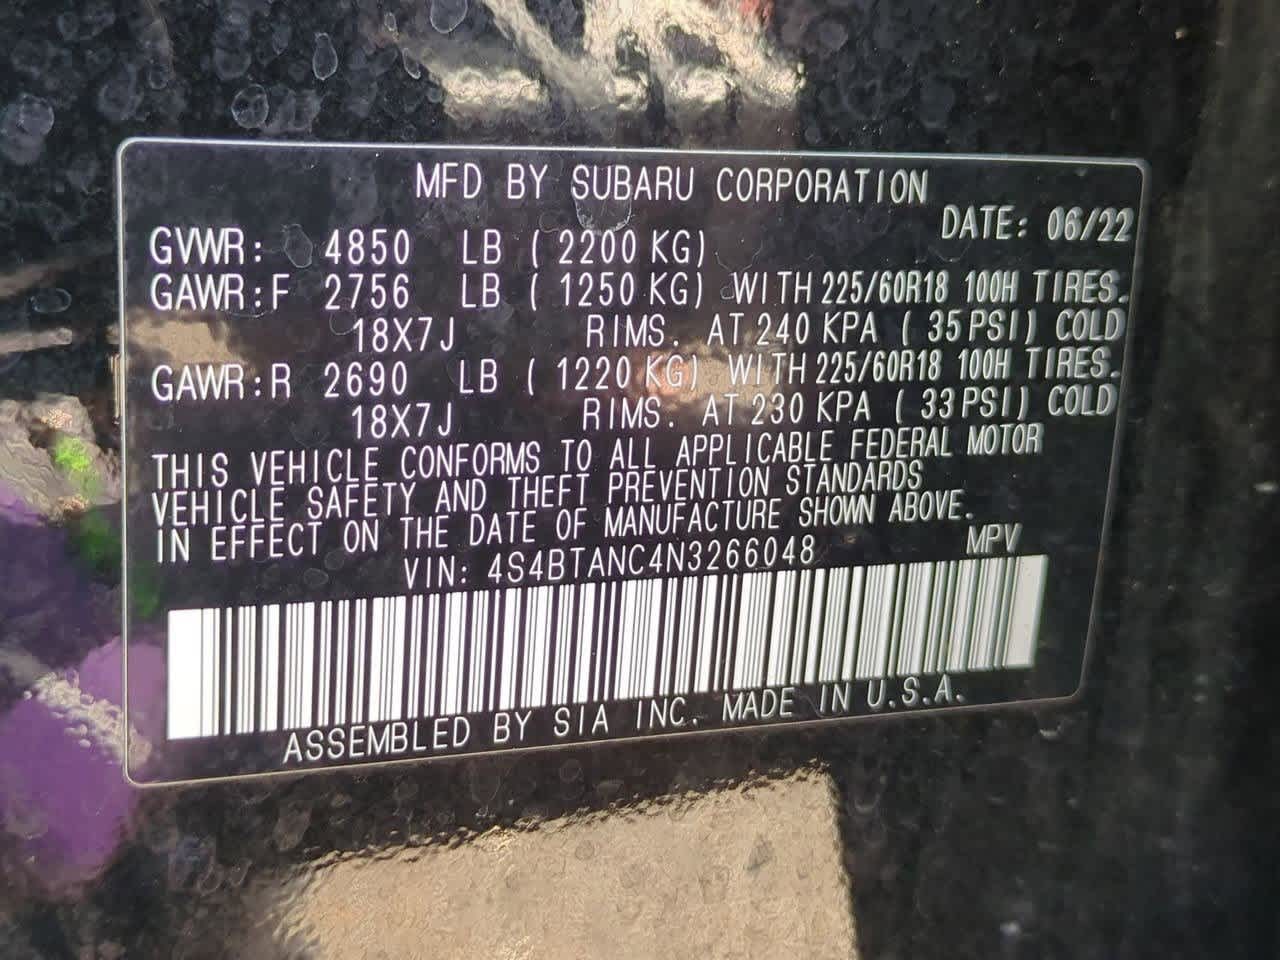 MFD BY SUBARU CORPORATION
DATE: 06/22
GVWR: 4850 LB ( 2200 KG)
GAWR:F 2756 LB ( 1250 KG) WITH 225/60R18 100H TIRES.
18X7J RIMS. AT 240 KPA ( 35 PSI) COLD
GAWR:R 2690 LB ( 1220 KG) WITH 225/60R18 100H TIRES.
18X7J RIMS. AT 230 KPA ( 33 PSI) COLD
THIS VEHICLE CONFORMS TO ALL APPLICABLE FEDERAL MOTOR
VEHICLE SAFETY AND THEFT PREVENTION STANDARDS
IN EFFECT ON THE DATE OF MANUFACTURE SHOWN ABOVE.
VIN: 4S4BTANC4N3266048 MPV
ASSEMBLED BY SIA INC. MADE IN U.S.A.